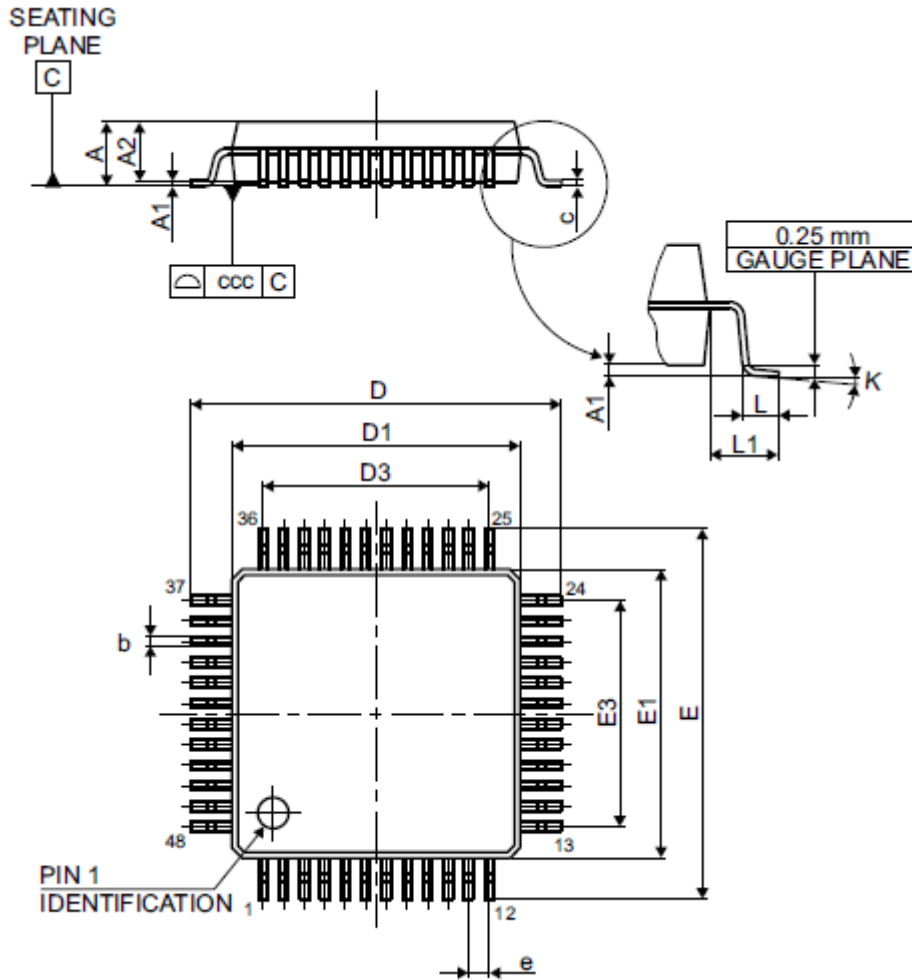 SEATING
PLANE
C
A
A2
A1
c
ccc C
0.25 mm
GAUGE PLANE
A1
K
L
L1
D
D1
D3
36
25
37
24
b
E3
E1
E
48
13
PIN 1
IDENTIFICATION
1
12
e